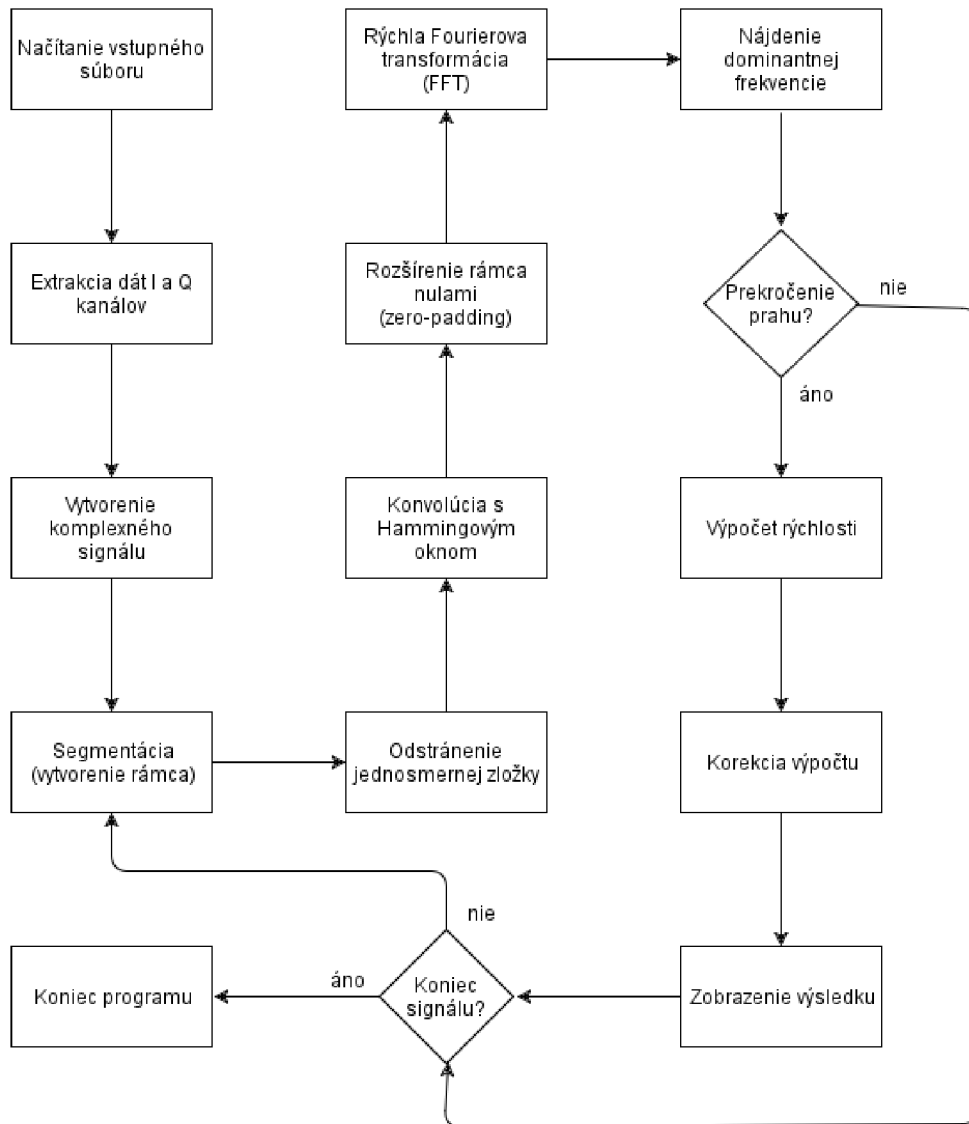 Načítanie vstupného
súboru
Extrakcia dát I a Q
kanálov
Vytvorenie
komplexného
signálu
Segmentácia
(vytvorenie rámca)
Odstránenie
jednosmernej zložky
Konvolúcia s
Hammingovým
oknom
Rozšírenie rámca
nulami
(zero-padding)
Rýchla Fourierova
transformácia
(FFT)
Nájdenie
dominantnej
frekvencie
Prekročenie
prahu?
nie
áno
Výpočet rýchlosti
Korekcia výpočtu
Zobrazenie výsledku
Koniec
signálu?
nie
áno
Koniec programu